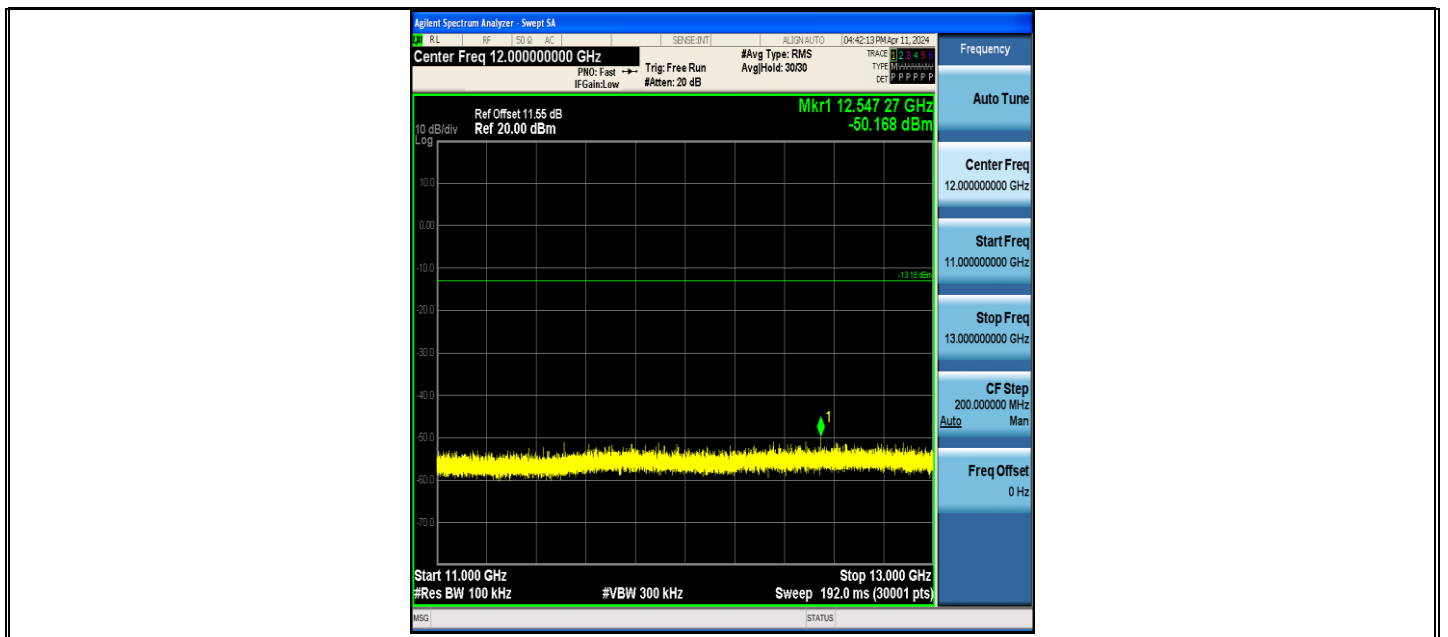 Agilent Spectrum Analyzer - Swept SA
RL RF 50 Ω AC SENSE:INT ALIGN AUTO 04:42:13 PM Apr 11, 2024
Center Freq 12.000000000 GHz
PNO: Fast
IFGain:Low
Trig: Free Run
#Atten: 20 dB
#Avg Type: RMS
Avg|Hold: 30/30
TRACE 1 2 3 4 5 6
TYPE M
DET P P P P P P
Mkr1 12.547 27 GHz
-50.168 dBm
Ref Offset 11.55 dB
10 dB/div Ref 20.00 dBm
Log
10.0
0.00
-10.0
-13.18 dBm
-20.0
-30.0
-40.0
1
-50.0
-60.0
-70.0
Start 11.000 GHz Stop 13.000 GHz
#Res BW 100 kHz #VBW 300 kHz Sweep 192.0 ms (30001 pts)
MSG STATUS
Frequency
Auto Tune
Center Freq
12.000000000 GHz
Start Freq
11.000000000 GHz
Stop Freq
13.000000000 GHz
CF Step
200.000000 MHz
Auto Man
Freq Offset
0 Hz